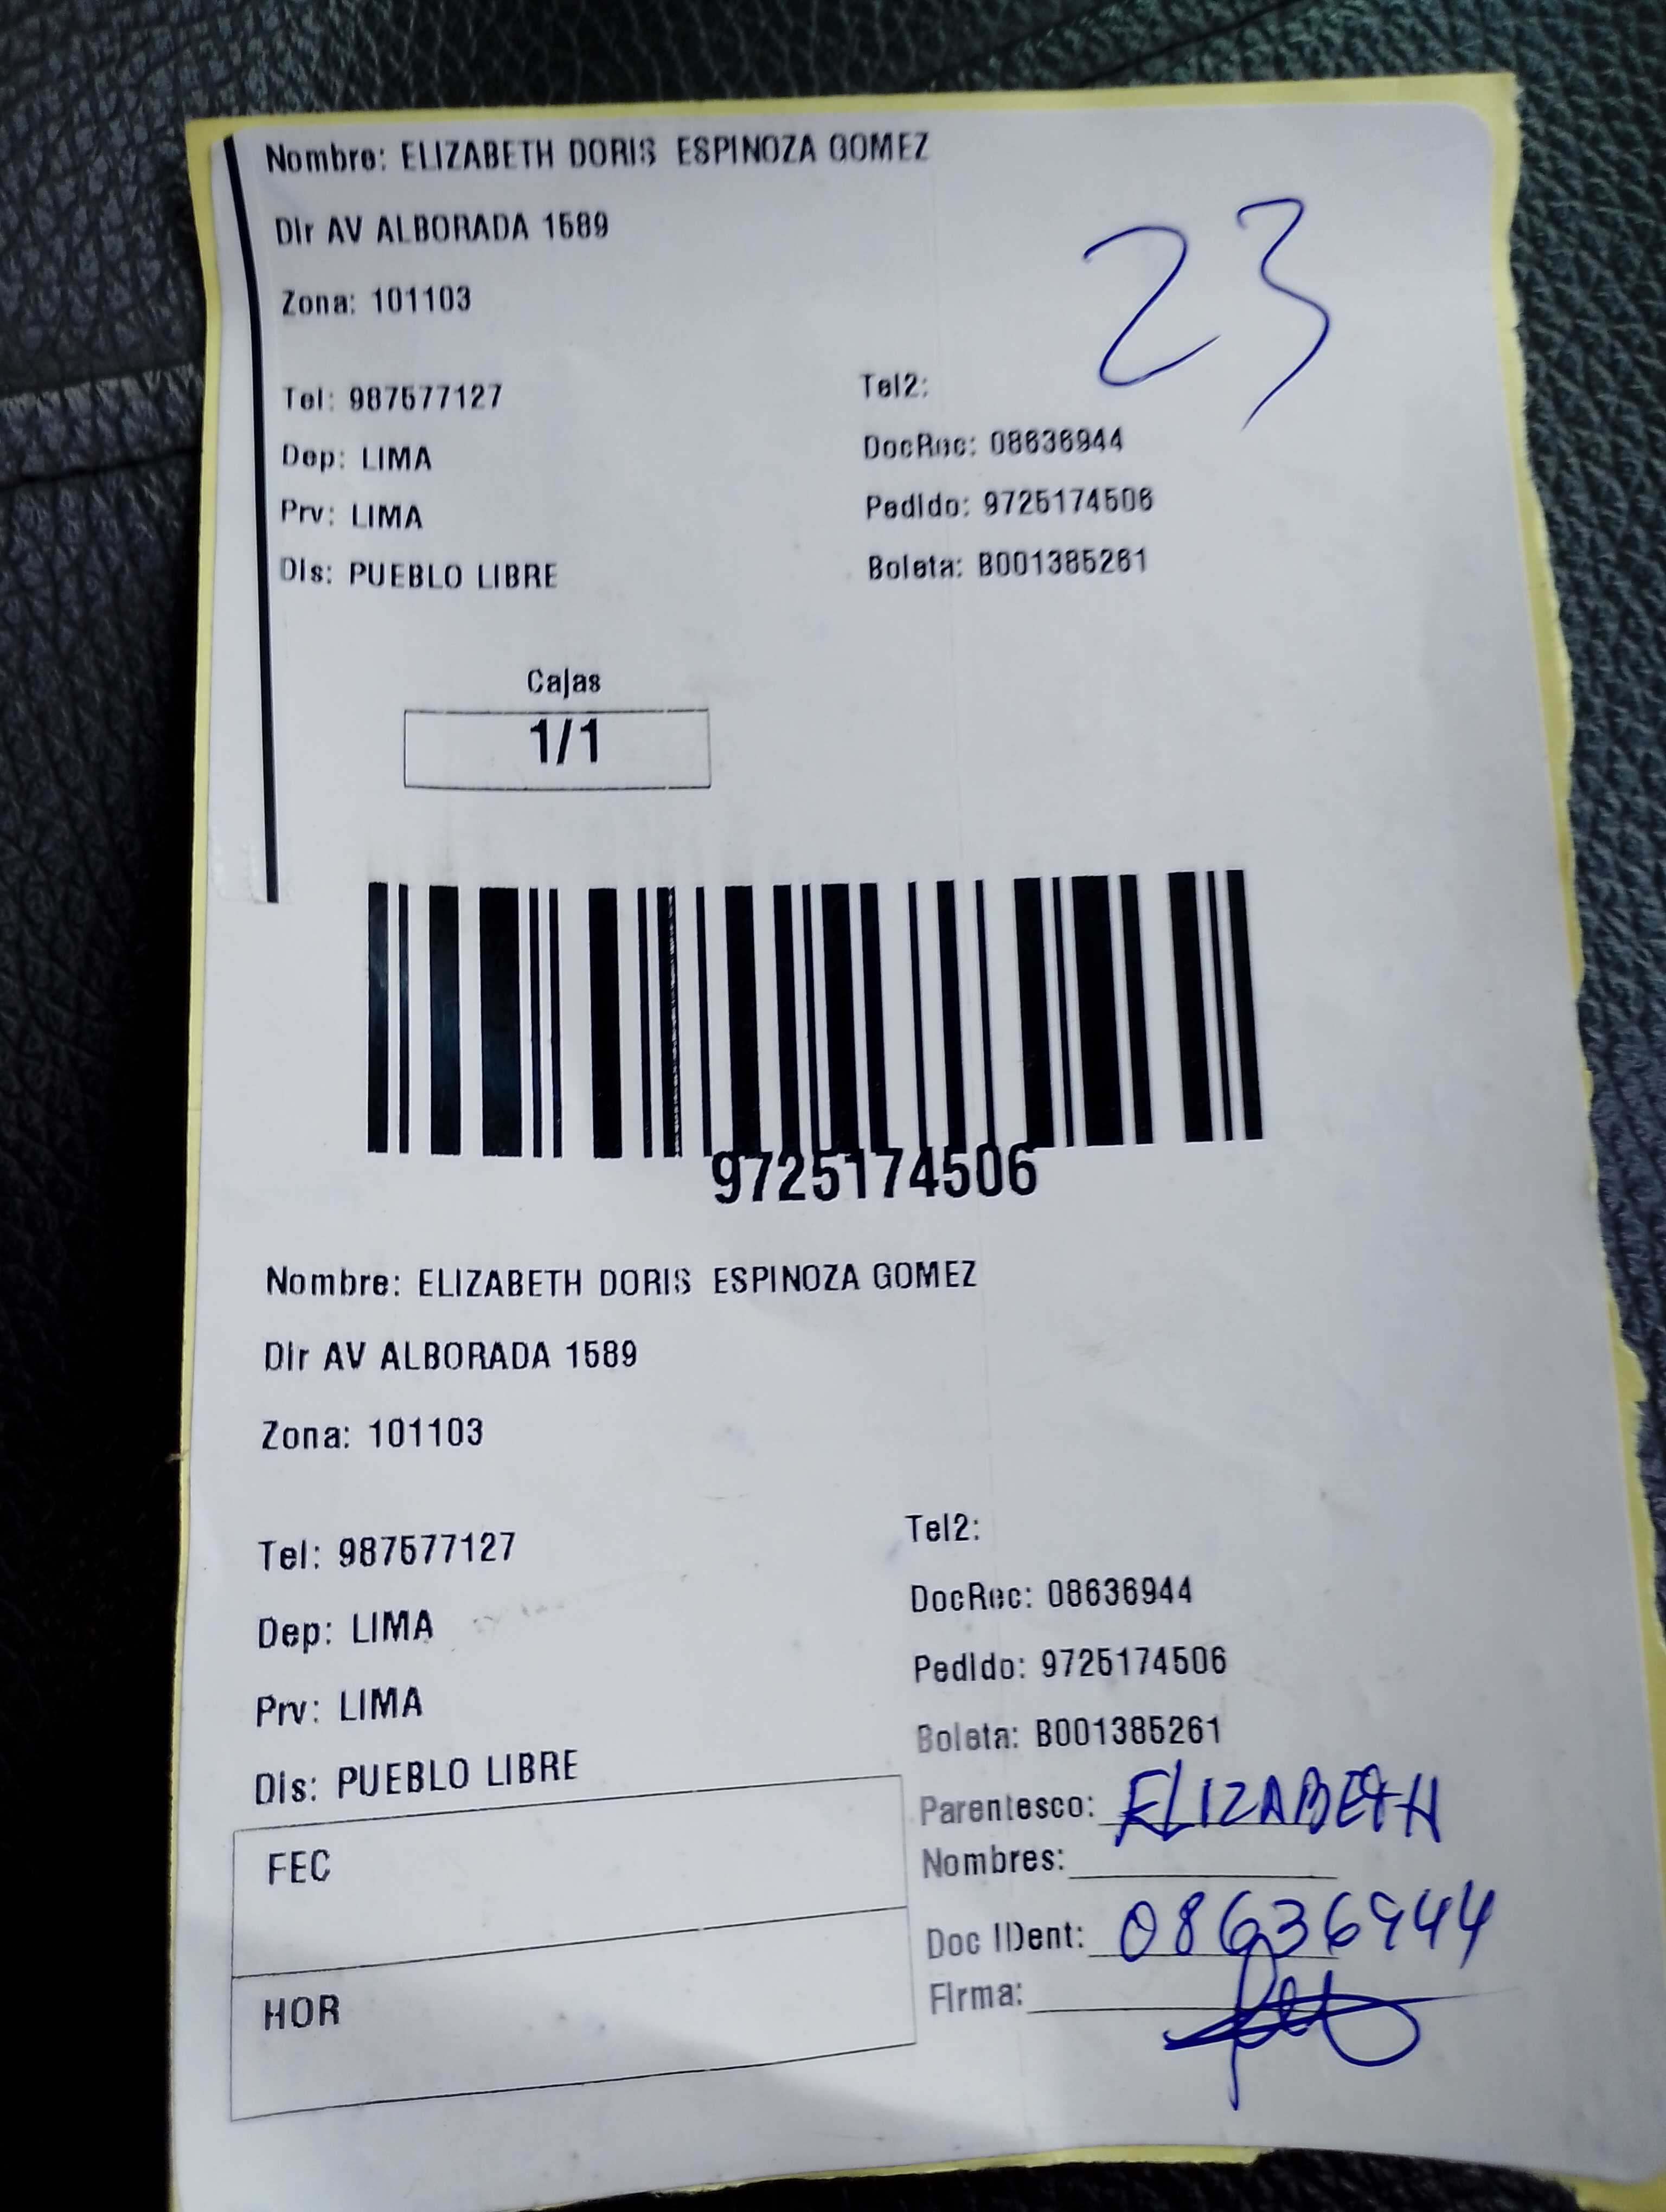 Nombre: ELIZABETH DORIS ESPINOZA GOMEZ
23
Dir AV ALBORADA 1589
Zona: 101103
Tel: 987577127
Tel2:
Dep: LIMA
DocRec: 08636944
Prv: LIMA
Pedido: 9725174506
Dis: PUEBLO LIBRE
Boleta: B001385261
Cajas
1/1
9725174506
Nombre: ELIZABETH DORIS ESPINOZA GOMEZ
Dir AV ALBORADA 1589
Zona: 101103
Tel: 987577127
Tel2:
Dep: LIMA
DocRec: 08636944
Prv: LIMA
Pedido: 9725174506
Dis: PUEBLO LIBRE
Boleta: B001385261
Parentesco: ELIZABETH
FEC
Nombres:
Doc IDent: 08636944
HOR
Firma: